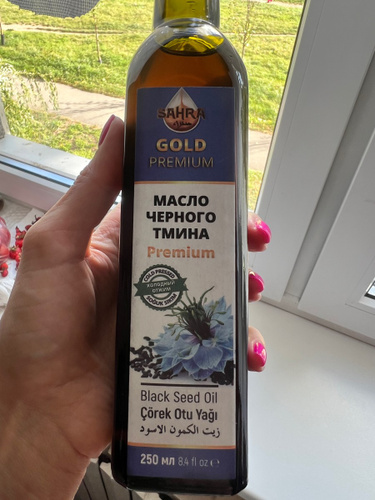 SAHRA
GOLD
PREMIUM
МАСЛО
ЧЕРНОГО
ТМИНА
Premium
COLD PRESSED
ХОЛОДНЫЙ
ОТЖИМ
SOĞUK SIKIM
Black Seed Oil
Çörek Otu Yağı
زيت الكمون الاسود
250 МЛ 8.4 fl oz ℮